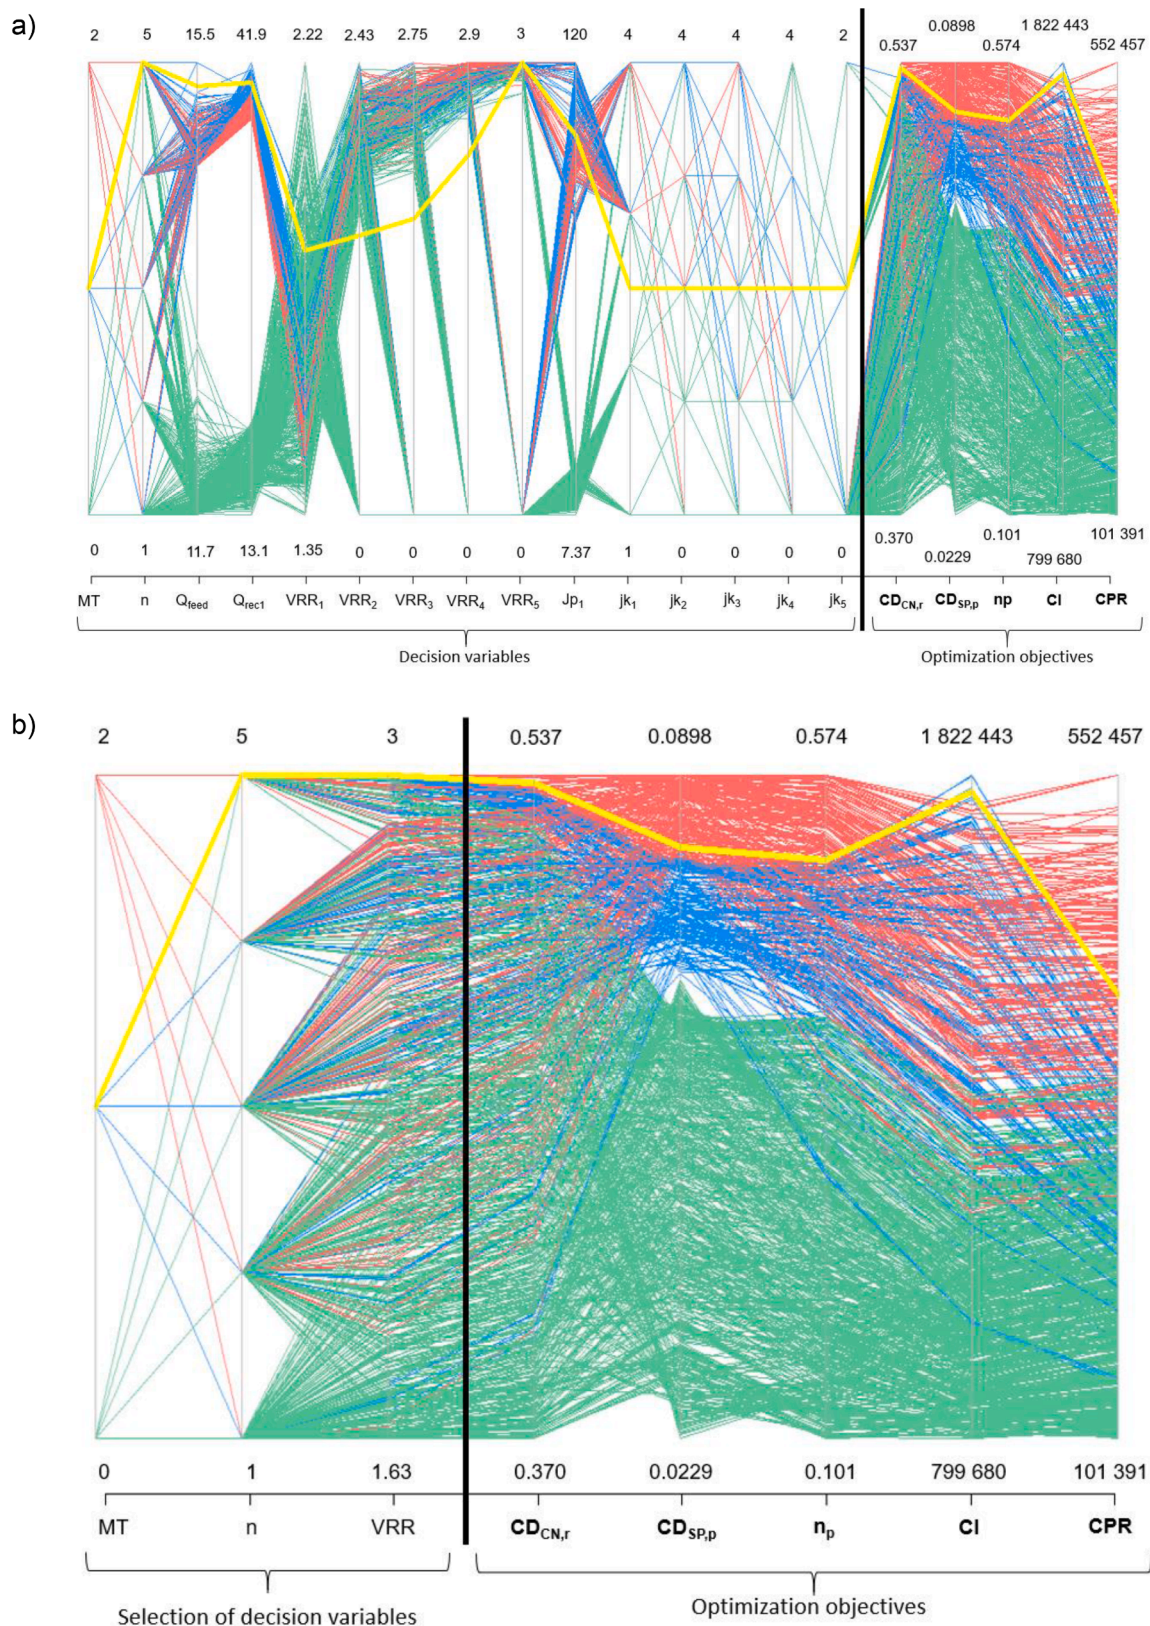 a)
2 5 15.5 41.9 2.22 2.43 2.75 2.9 3 120 4 4 4 4 2 0.537 0.0898 0.574 1 822 443 552 457
0 1 11.7 13.1 1.35 0 0 0 0 7.37 1 0 0 0 0 0.370 0.0229 0.101 799 680 101 391
MT n Qfeed Qrec1 VRR1 VRR2 VRR3 VRR4 VRR5 Jp1 jk1 jk2 jk3 jk4 jk5 CDCN,r CDSP,p np CI CPR
Decision variables Optimization objectives
b)
2 5 3 0.537 0.0898 0.574 1 822 443 552 457
0 1 1.63 0.370 0.0229 0.101 799 680 101 391
MT n VRR CDCN,r CDSP,p np CI CPR
Selection of decision variables Optimization objectives